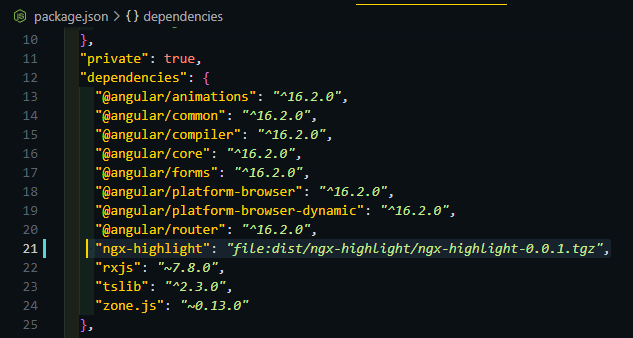 package.json > {} dependencies
10 },
11 "private": true,
12 "dependencies": {
13 "@angular/animations": "^16.2.0",
14 "@angular/common": "^16.2.0",
15 "@angular/compiler": "^16.2.0",
16 "@angular/core": "^16.2.0",
17 "@angular/forms": "^16.2.0",
18 "@angular/platform-browser": "^16.2.0",
19 "@angular/platform-browser-dynamic": "^16.2.0",
20 "@angular/router": "^16.2.0",
21 "ngx-highlight": "file:dist/ngx-highlight/ngx-highlight-0.0.1.tgz",
22 "rxjs": "~7.8.0",
23 "tslib": "^2.3.0",
24 "zone.js": "~0.13.0"
25 },